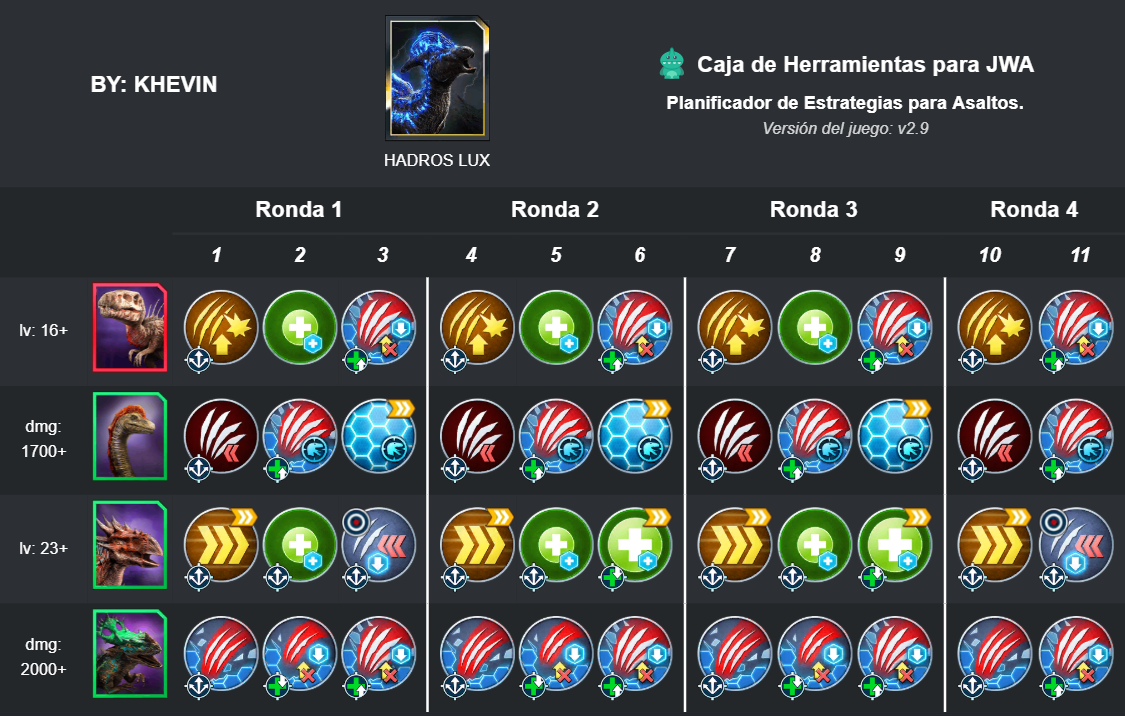 BY: KHEVIN
HADROS LUX
Caja de Herramientas para JWA
Planificador de Estrategias para Asaltos.
Versión del juego: v2.9
Ronda 1 Ronda 2 Ronda 3 Ronda 4
1 2 3 4 5 6 7 8 9 10 11
lv: 16+
dmg:
1700+
lv: 23+
dmg:
2000+